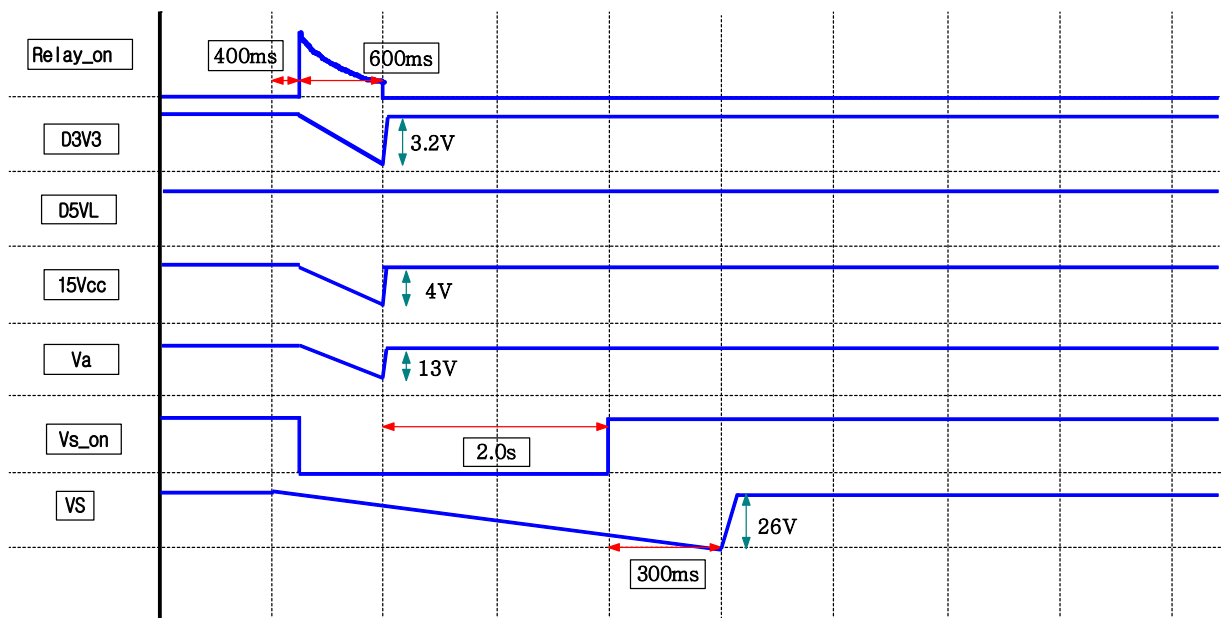 Relay_on
400ms
600ms
D3V3
3.2V
D5VL
15Vcc
4V
Va
13V
Vs_on
2.0s
VS
26V
300ms